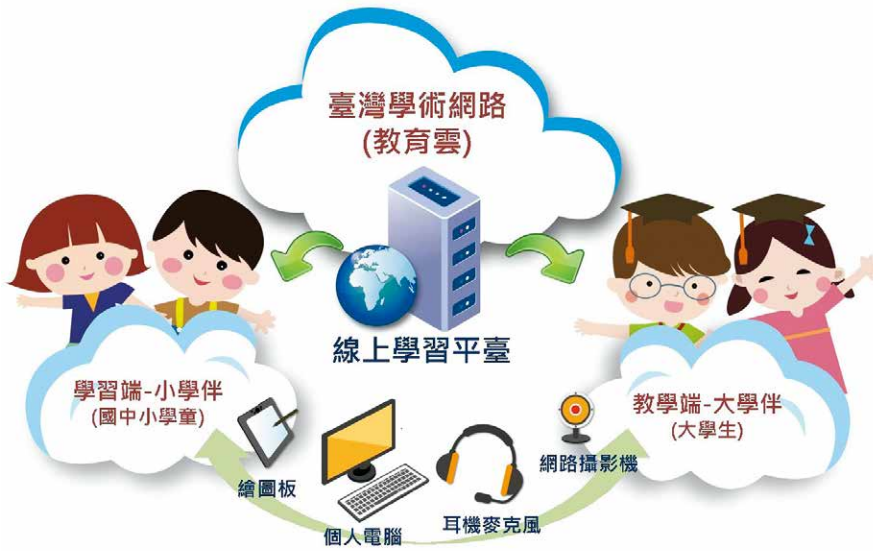 臺灣學術網路
(教育雲)
線上學習平臺
學習端-小學伴
(國中小學童)
教學端-大學伴
(大學生)
繪圖板
個人電腦
耳機麥克風
網路攝影機